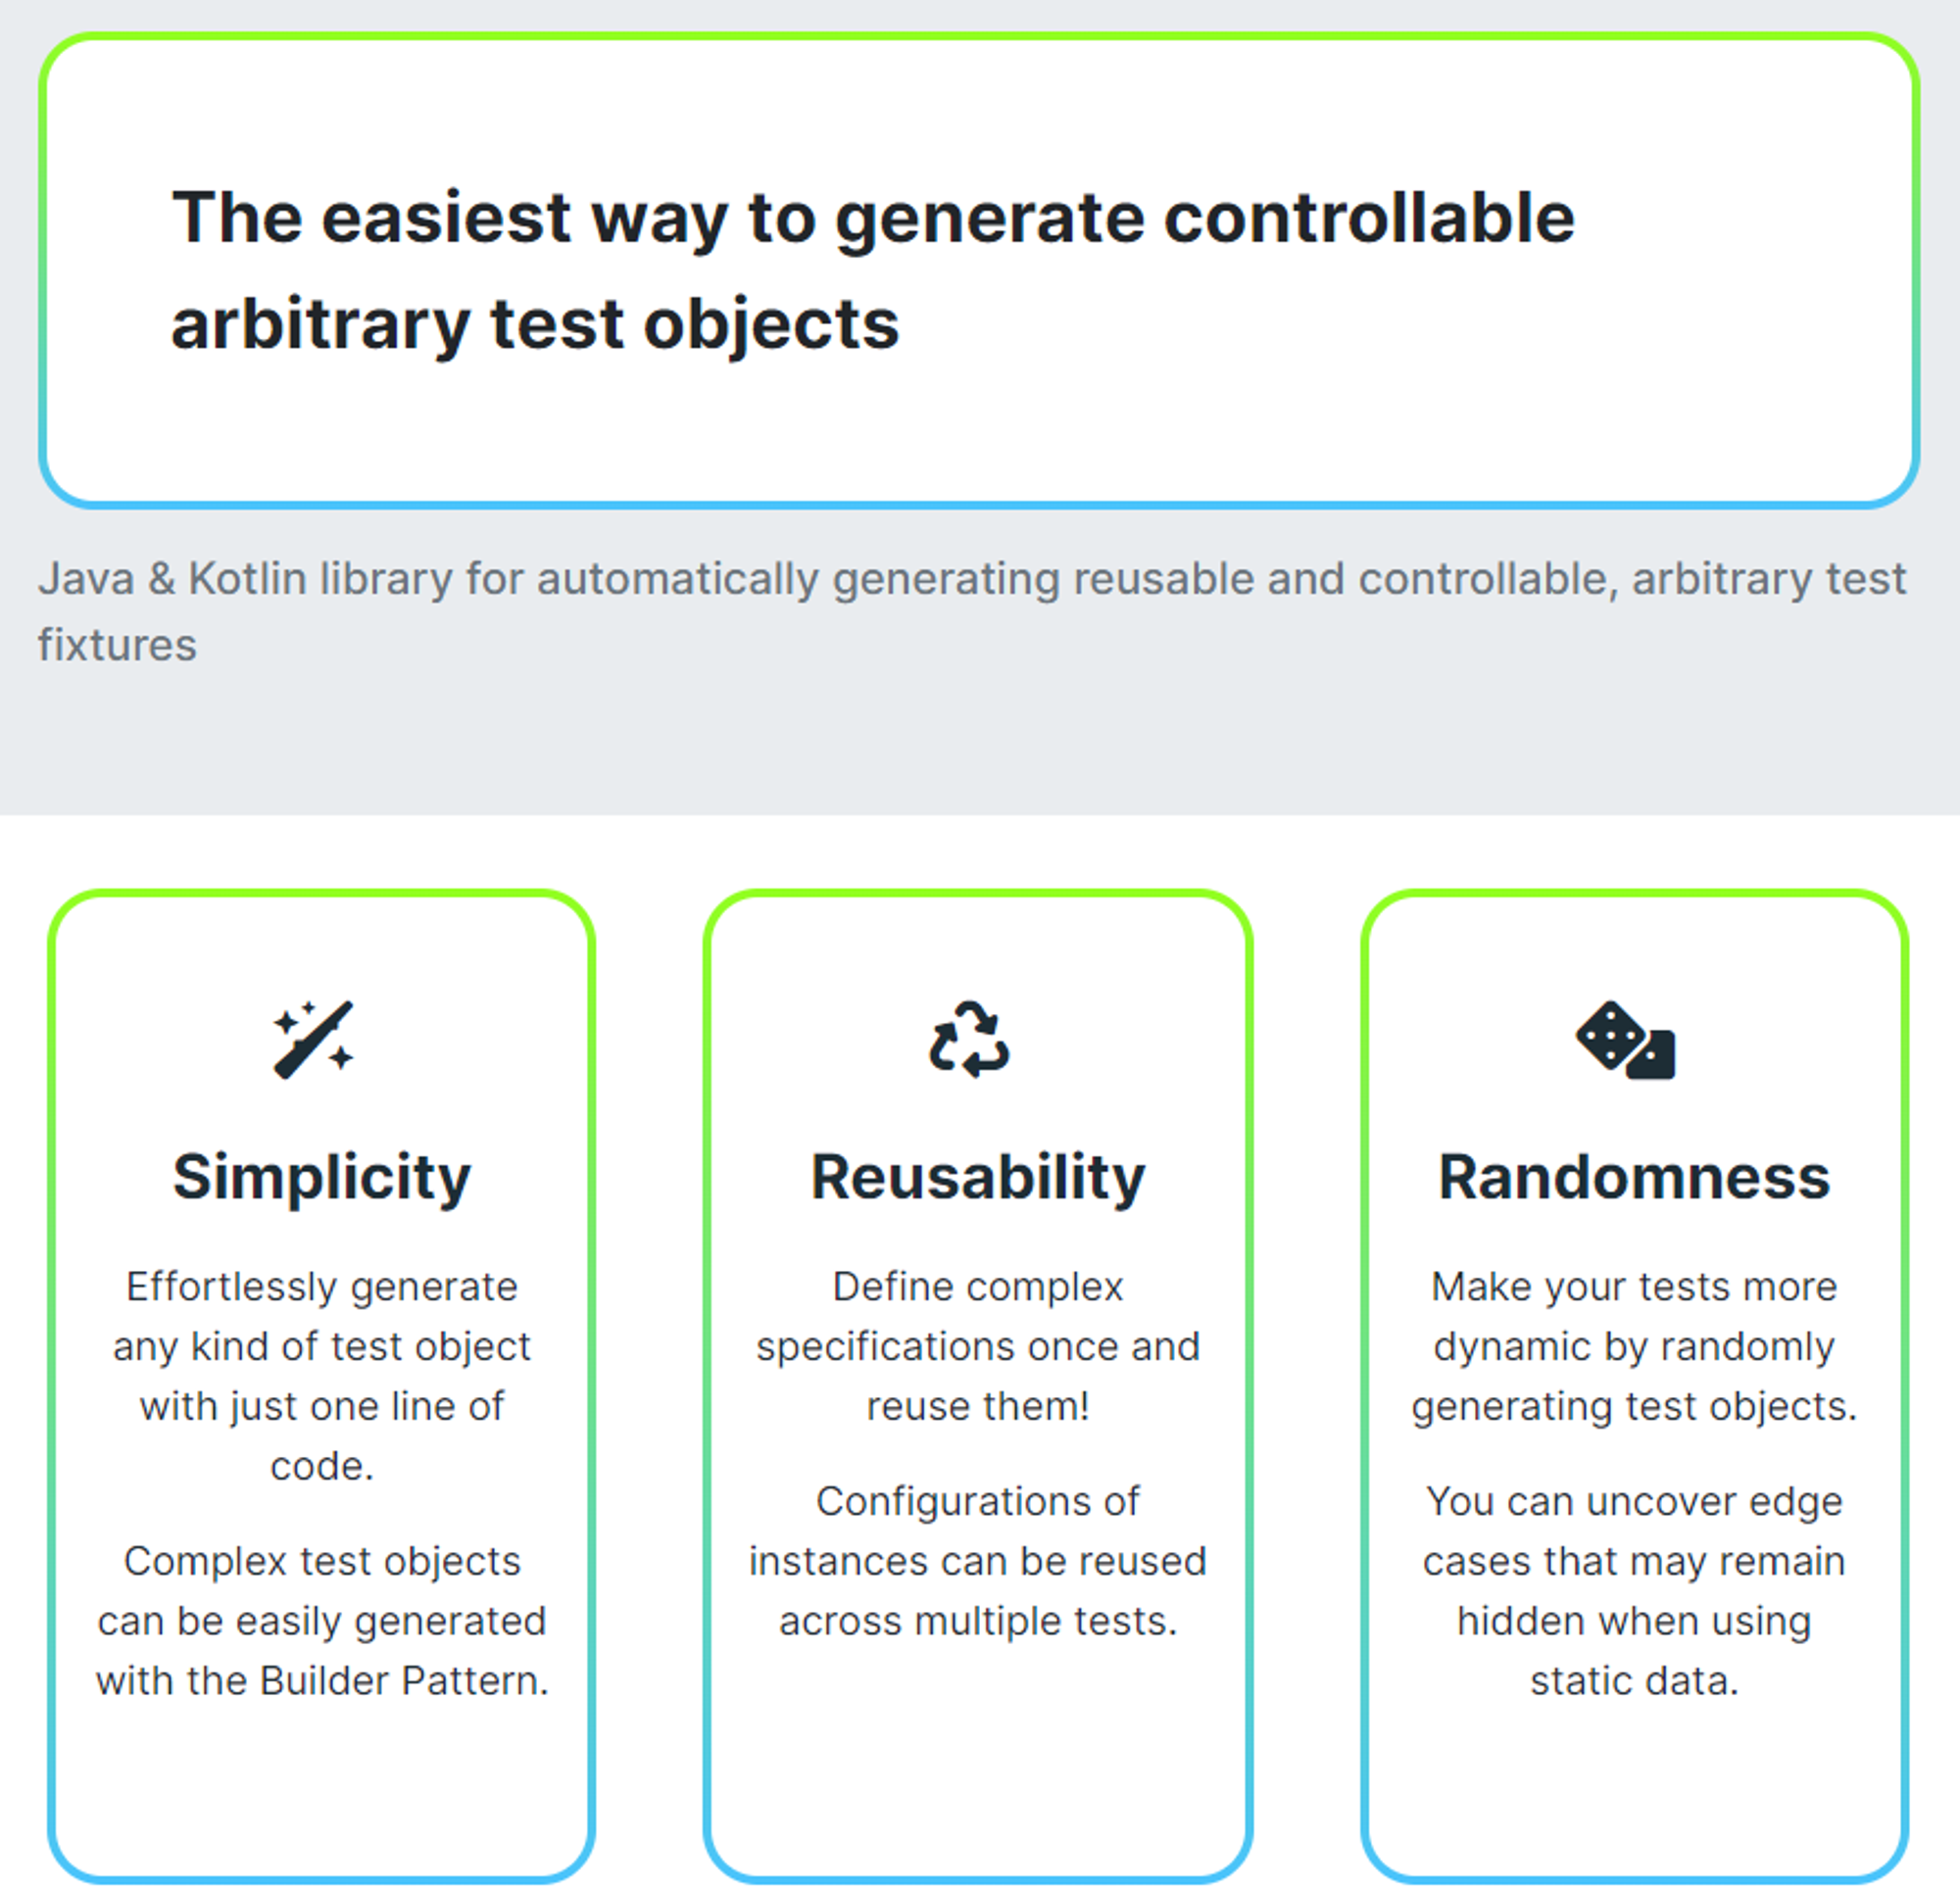 The easiest way to generate controllable
arbitrary test objects
Java & Kotlin library for automatically generating reusable and controllable, arbitrary test
fixtures
Simplicity
Effortlessly generate
any kind of test object
with just one line of
code.
Complex test objects
can be easily generated
with the Builder Pattern.
Reusability
Define complex
specifications once and
reuse them!
Configurations of
instances can be reused
across multiple tests.
Randomness
Make your tests more
dynamic by randomly
generating test objects.
You can uncover edge
cases that may remain
hidden when using
static data.